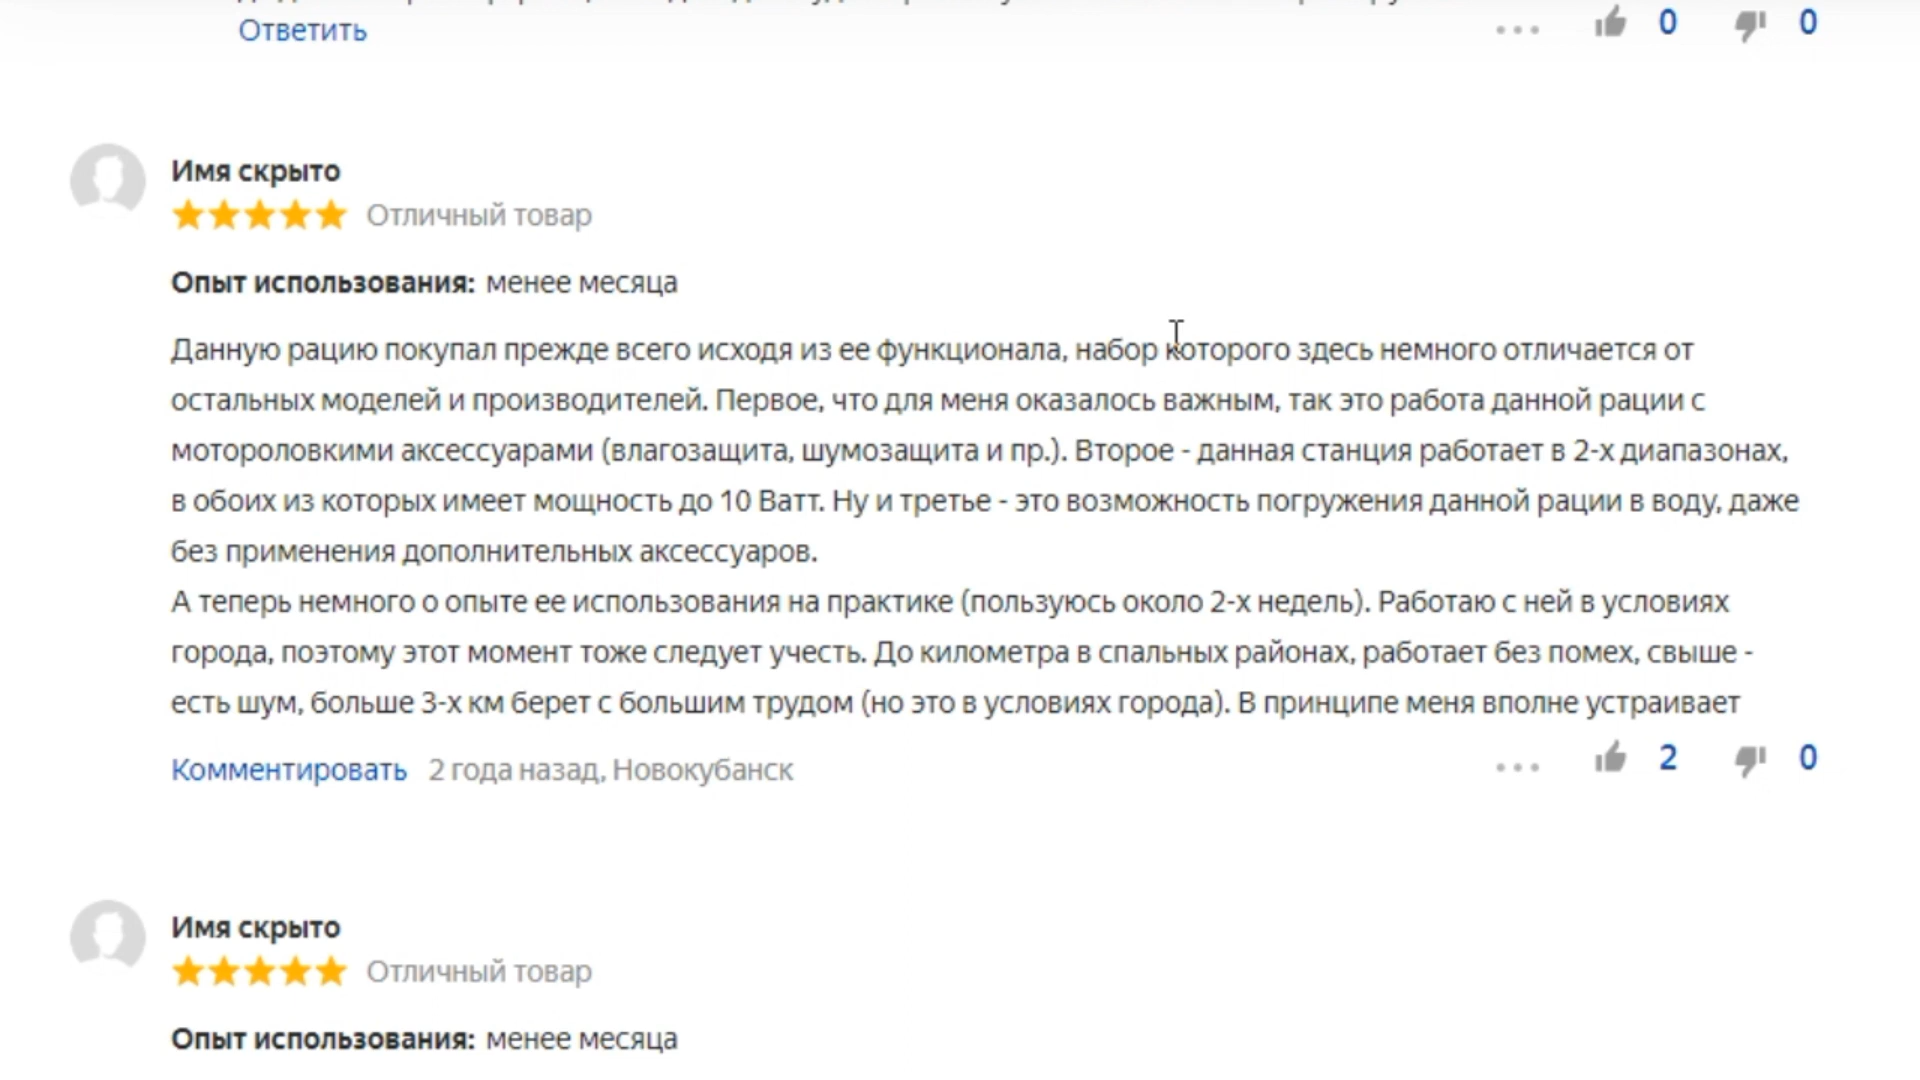 Ответить
0
0
Имя скрыто
Отличный товар
Опыт использования: менее месяца
Данную рацию покупал прежде всего исходя из ее функционала, набор которого здесь немного отличается от
остальных моделей и производителей. Первое, что для меня оказалось важным, так это работа данной рации с
мотороловкими аксессуарами (влагозащита, шумозащита и пр.). Второе - данная станция работает в 2-х диапазонах,
в обоих из которых имеет мощность до 10 Ватт. Ну и третье - это возможность погружения данной рации в воду, даже
без применения дополнительных аксессуаров.
А теперь немного о опыте ее использования на практике (пользуюсь около 2-х недель). Работаю с ней в условиях
города, поэтому этот момент тоже следует учесть. До километра в спальных районах, работает без помех, свыше -
есть шум, больше 3-х км берет с большим трудом (но это в условиях города). В принципе меня вполне устраивает
Комментировать 2 года назад, Новокубанск
2
0
Имя скрыто
Отличный товар
Опыт использования: менее месяца